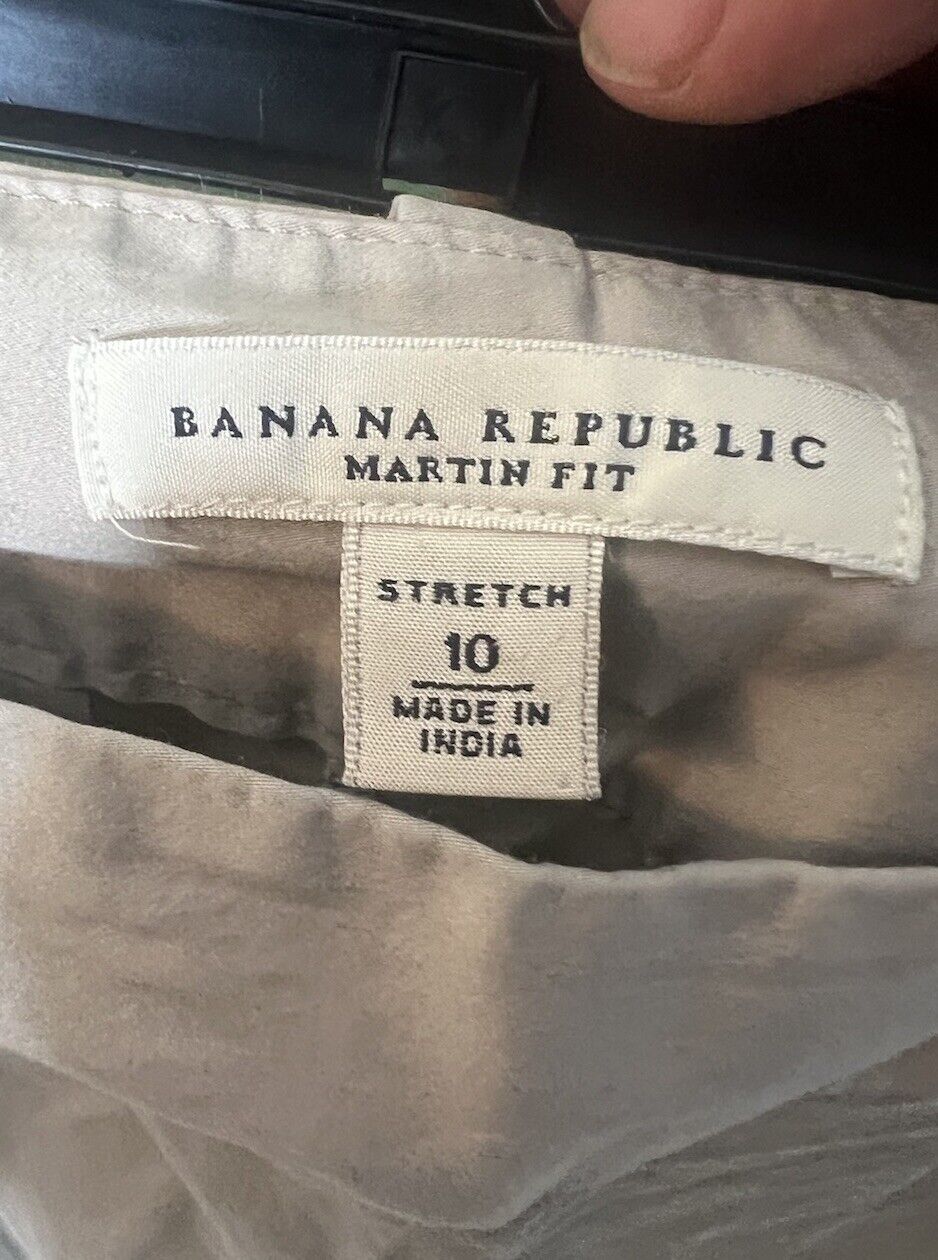 BANANA REPUBLIC
MARTIN FIT
STRETCH
10
MADE IN
INDIA